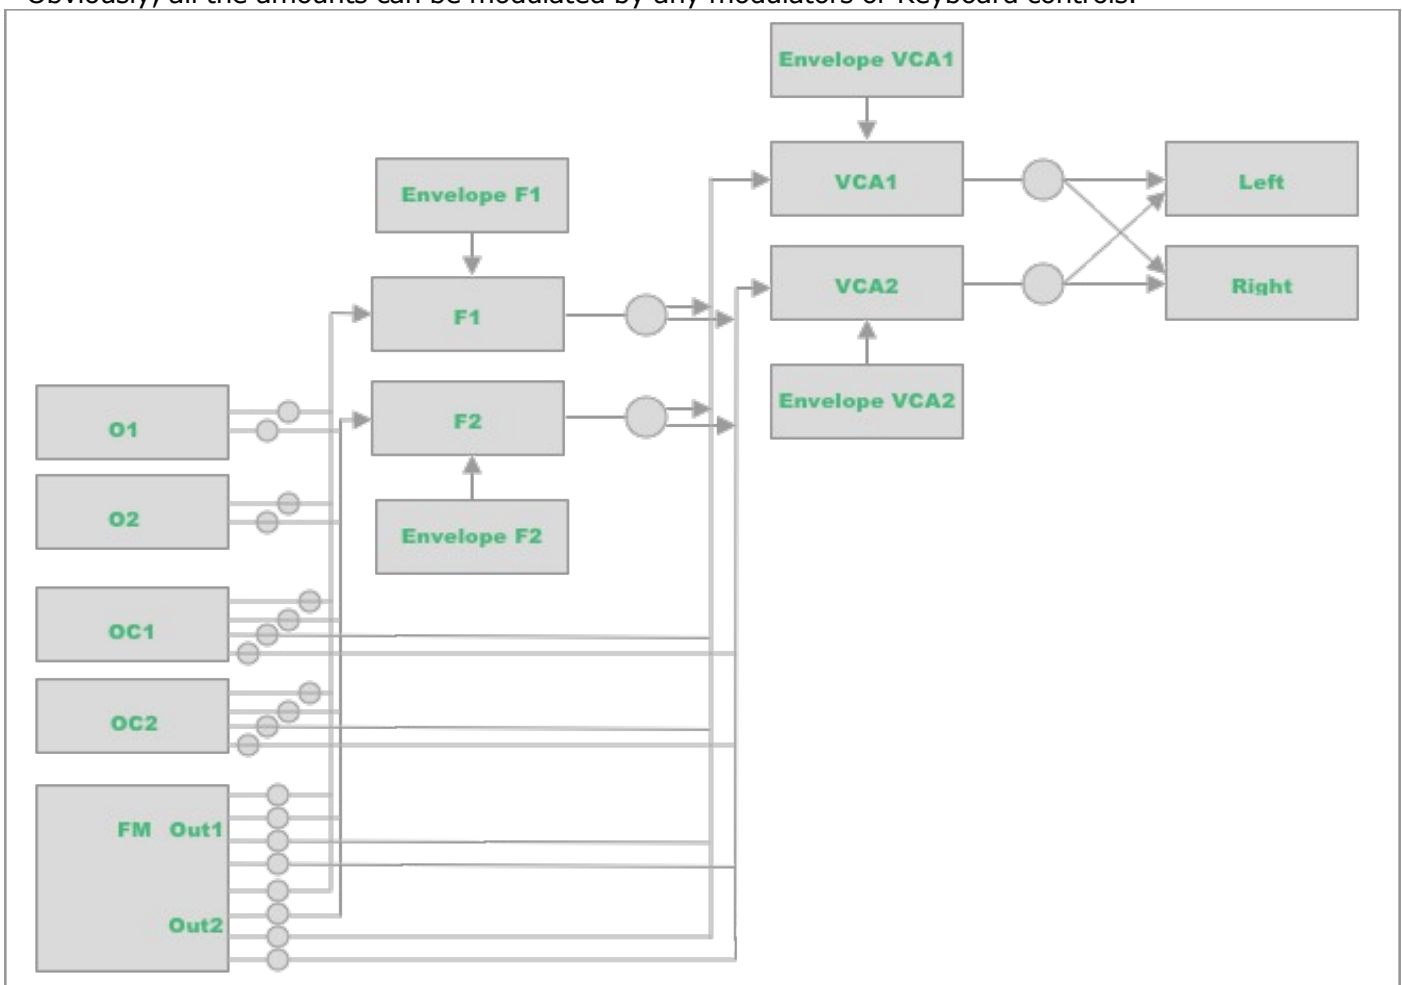 Obviously, all the amounts can be modulated by any modulators or Keyboard controls.
Envelope VCA1
Envelope F1
VCA1
Left
F1
VCA2
Right
O1
F2
Envelope VCA2
O2
Envelope F2
OC1
OC2
FM Out1
Out2